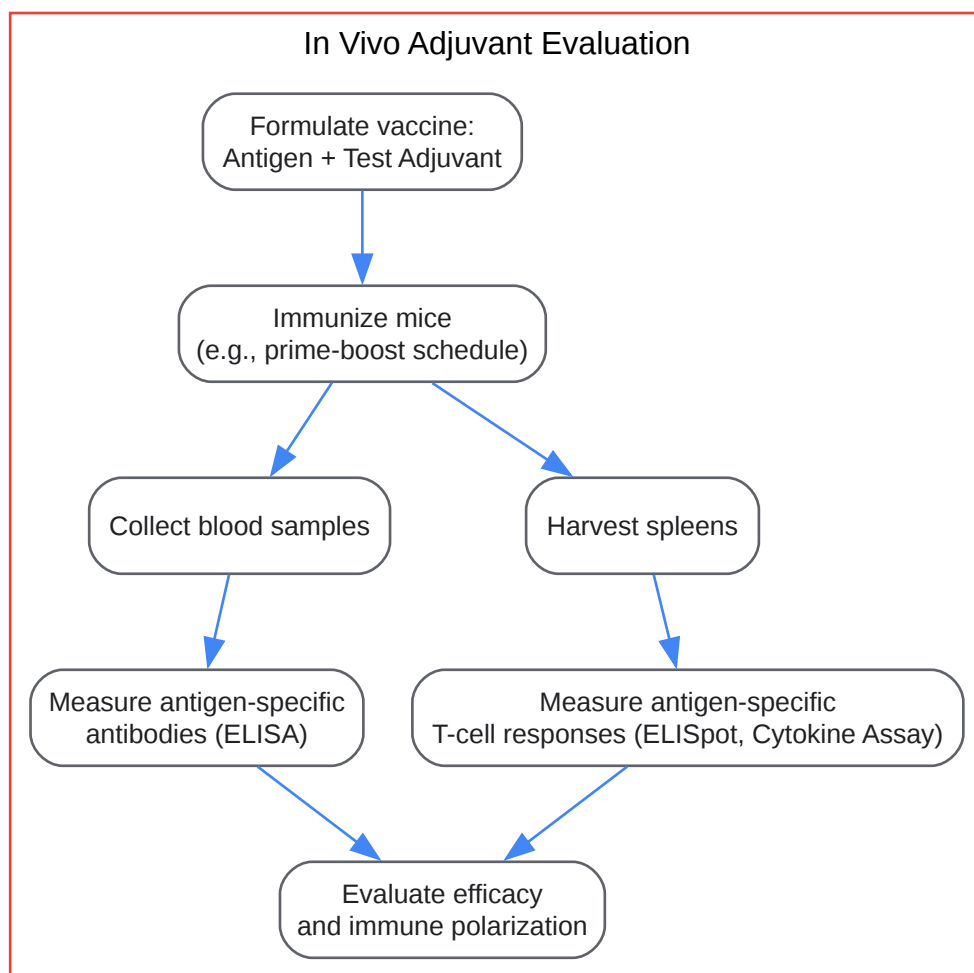 In Vivo Adjuvant Evaluation
Formulate vaccine:
Antigen + Test Adjuvant
Immunize mice
(e.g., prime-boost schedule)
Collect blood samples
Harvest spleens
Measure antigen-specific
antibodies (ELISA)
Measure antigen-specific
T-cell responses (ELISpot, Cytokine Assay)
Evaluate efficacy
and immune polarization